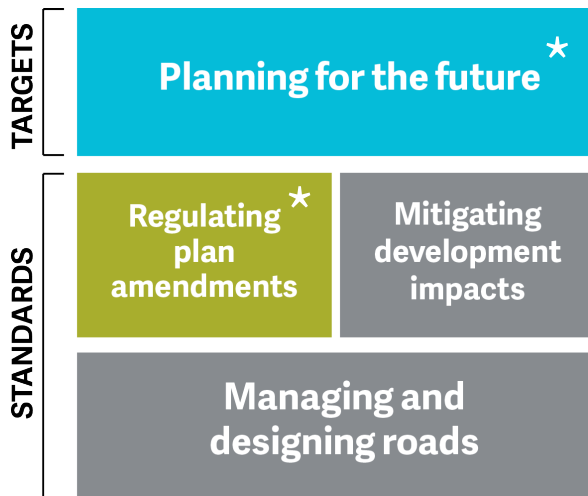 TARGETS
Planning for the future *
STANDARDS
Regulating *
plan
amendments
Mitigating
development
impacts
Managing and
designing roads